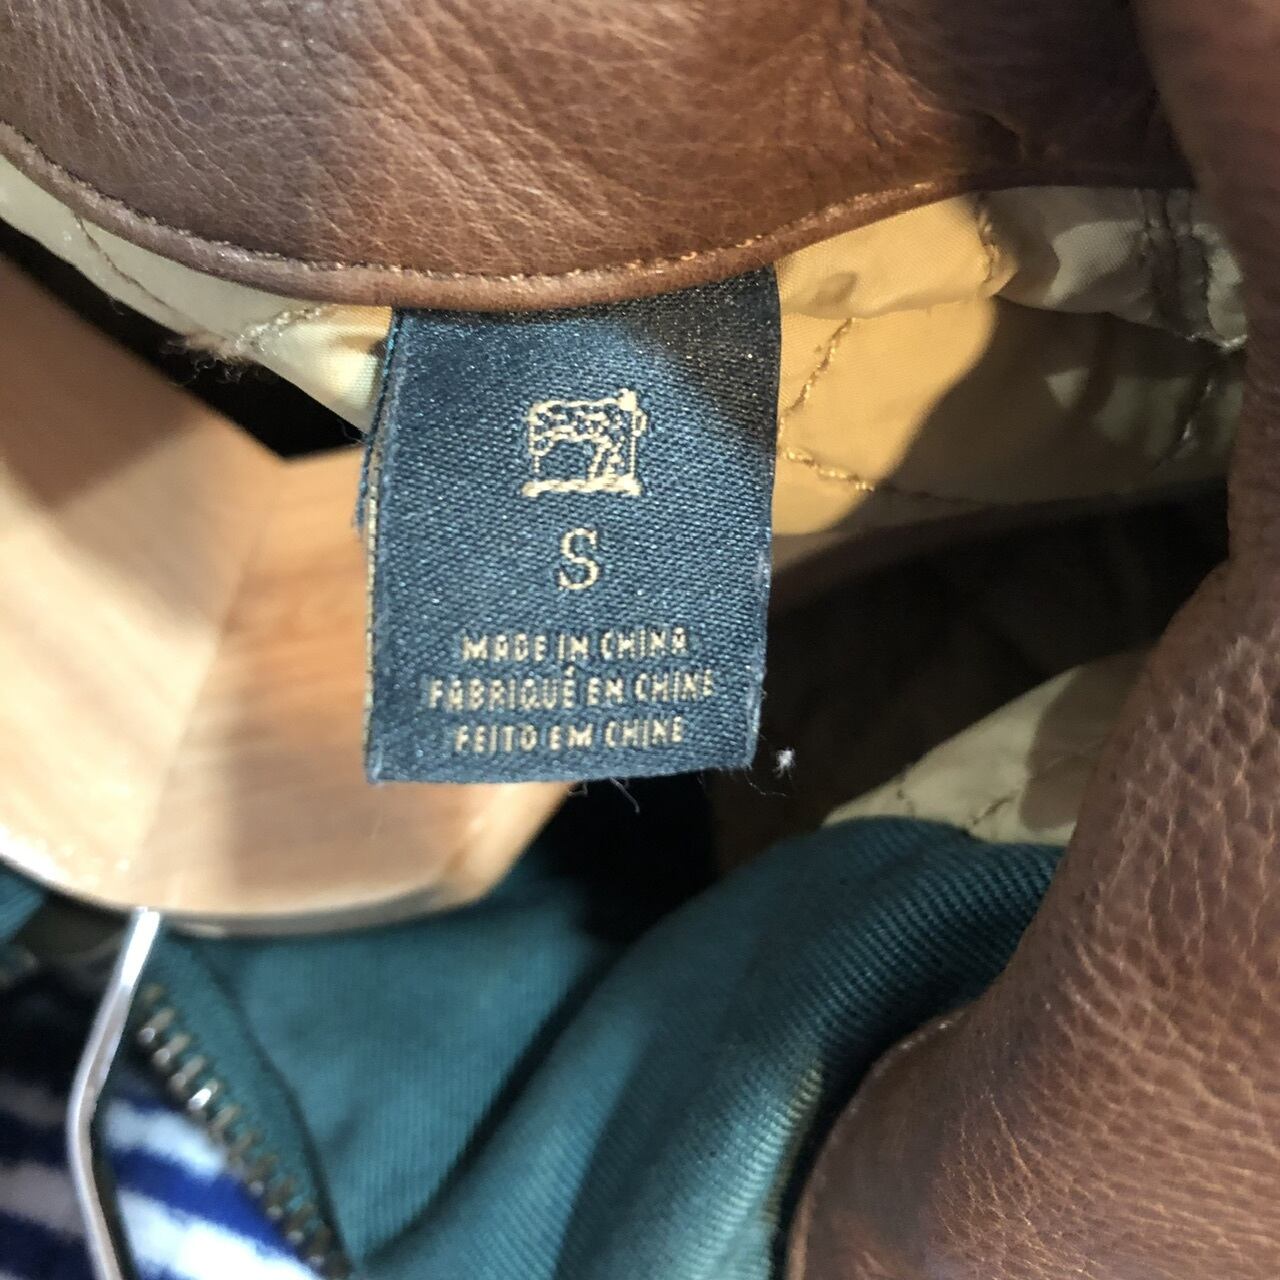 S
MADE IN CHINA
FABRIQUÉ EN CHINE
FEITO EM CHINE